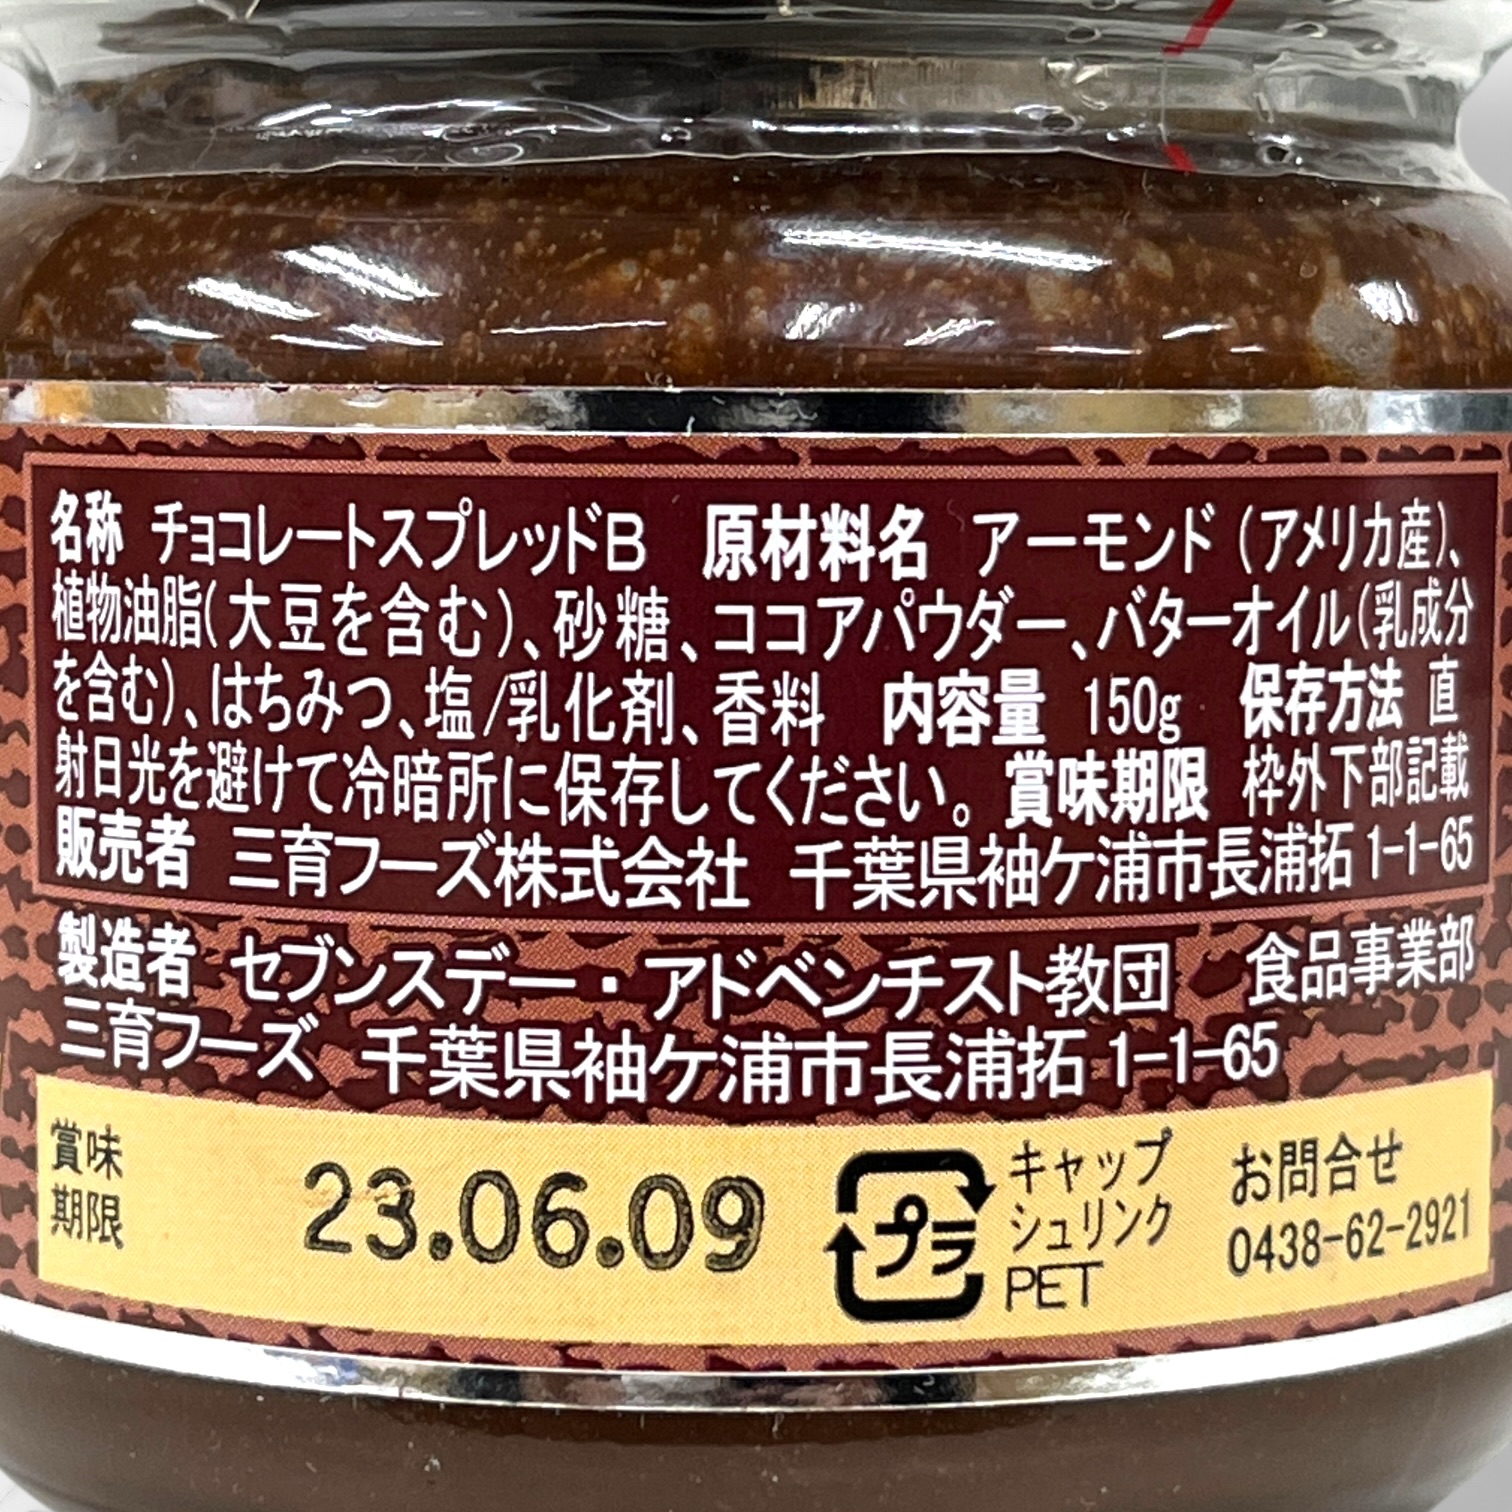 名称 チョコレートスプレッドB 原材料名 アーモンド(アメリカ産)、
植物油脂(大豆を含む)、砂糖、ココアパウダー、バターオイル(乳成分
を含む)、はちみつ、塩/乳化剤、香料 内容量 150g 保存方法 直
射日光を避けて冷暗所に保存してください。 賞味期限 枠外下部記載
販売者 三育フーズ株式会社 千葉県袖ケ浦市長浦拓1-1-65
製造者 セブンスデー・アドベンチスト教団 食品事業部
三育フーズ 千葉県袖ケ浦市長浦拓1-1-65
賞味
期限
23.06.09
プラ
キャップ
シュリンク
PET
お問合せ
0438-62-2921